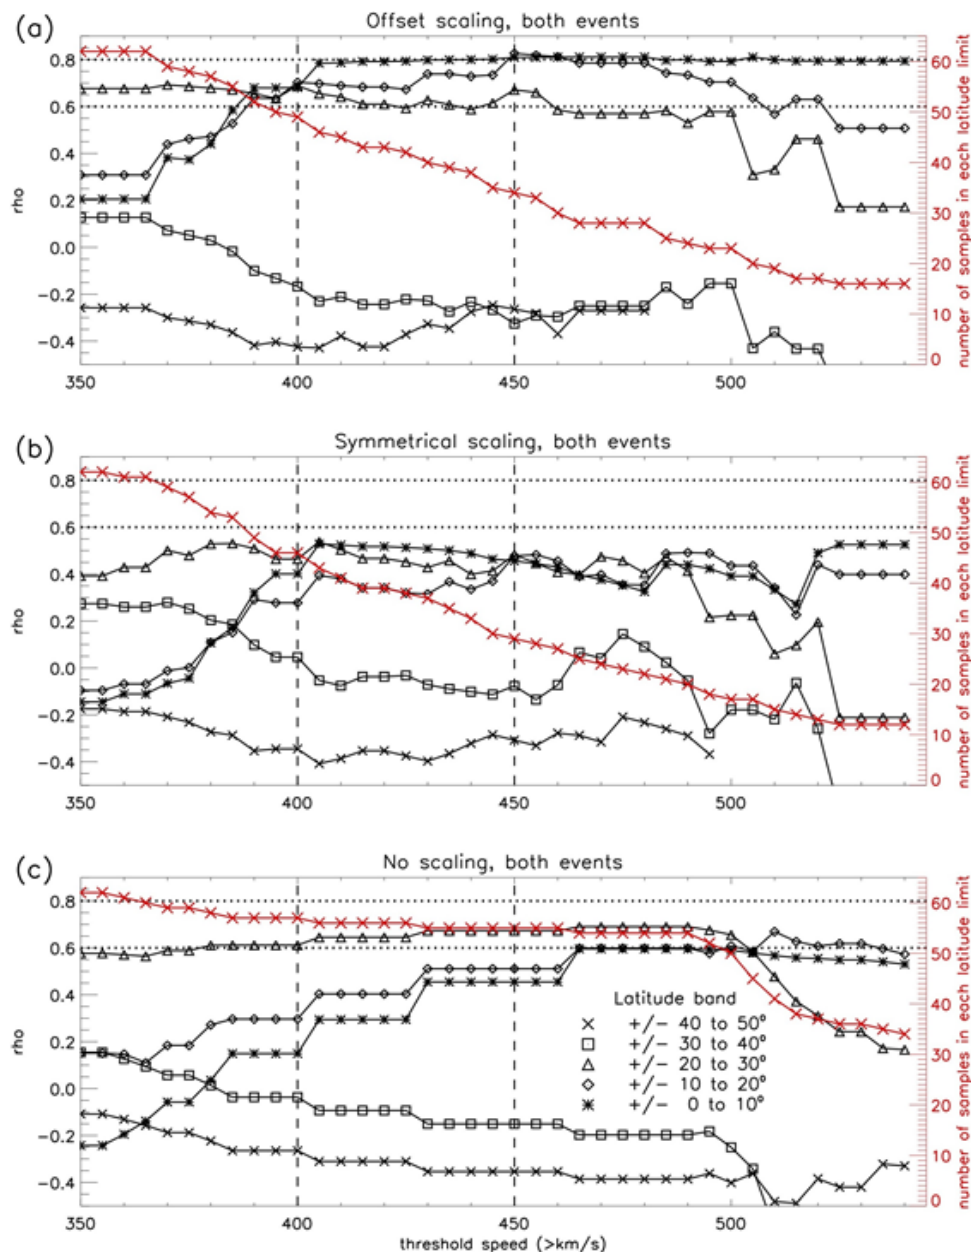 (a)
Offset scaling, both events
0.8
0.6
0.4
0.2
0.0
−0.2
−0.4
rho
60
50
40
30
20
10
0
number of samples in each latitude limit
350
400
450
500
(b)
Symmetrical scaling, both events
0.8
0.6
0.4
0.2
0.0
−0.2
−0.4
rho
60
50
40
30
20
10
0
number of samples in each latitude limit
350
400
450
500
(c)
No scaling, both events
0.8
0.6
0.4
0.2
0.0
−0.2
−0.4
rho
60
50
40
30
20
10
0
number of samples in each latitude limit
Latitude band
+/− 40 to 50°
+/− 30 to 40°
+/− 20 to 30°
+/− 10 to 20°
+/− 0 to 10°
350
400
450
500
threshold speed (>km/s)